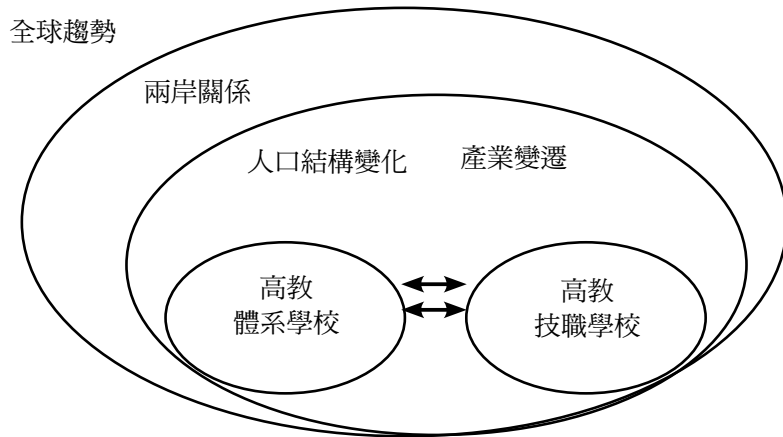 全球趨勢
兩岸關係
人口結構變化
產業變遷
高教
體系學校
高教
技職學校